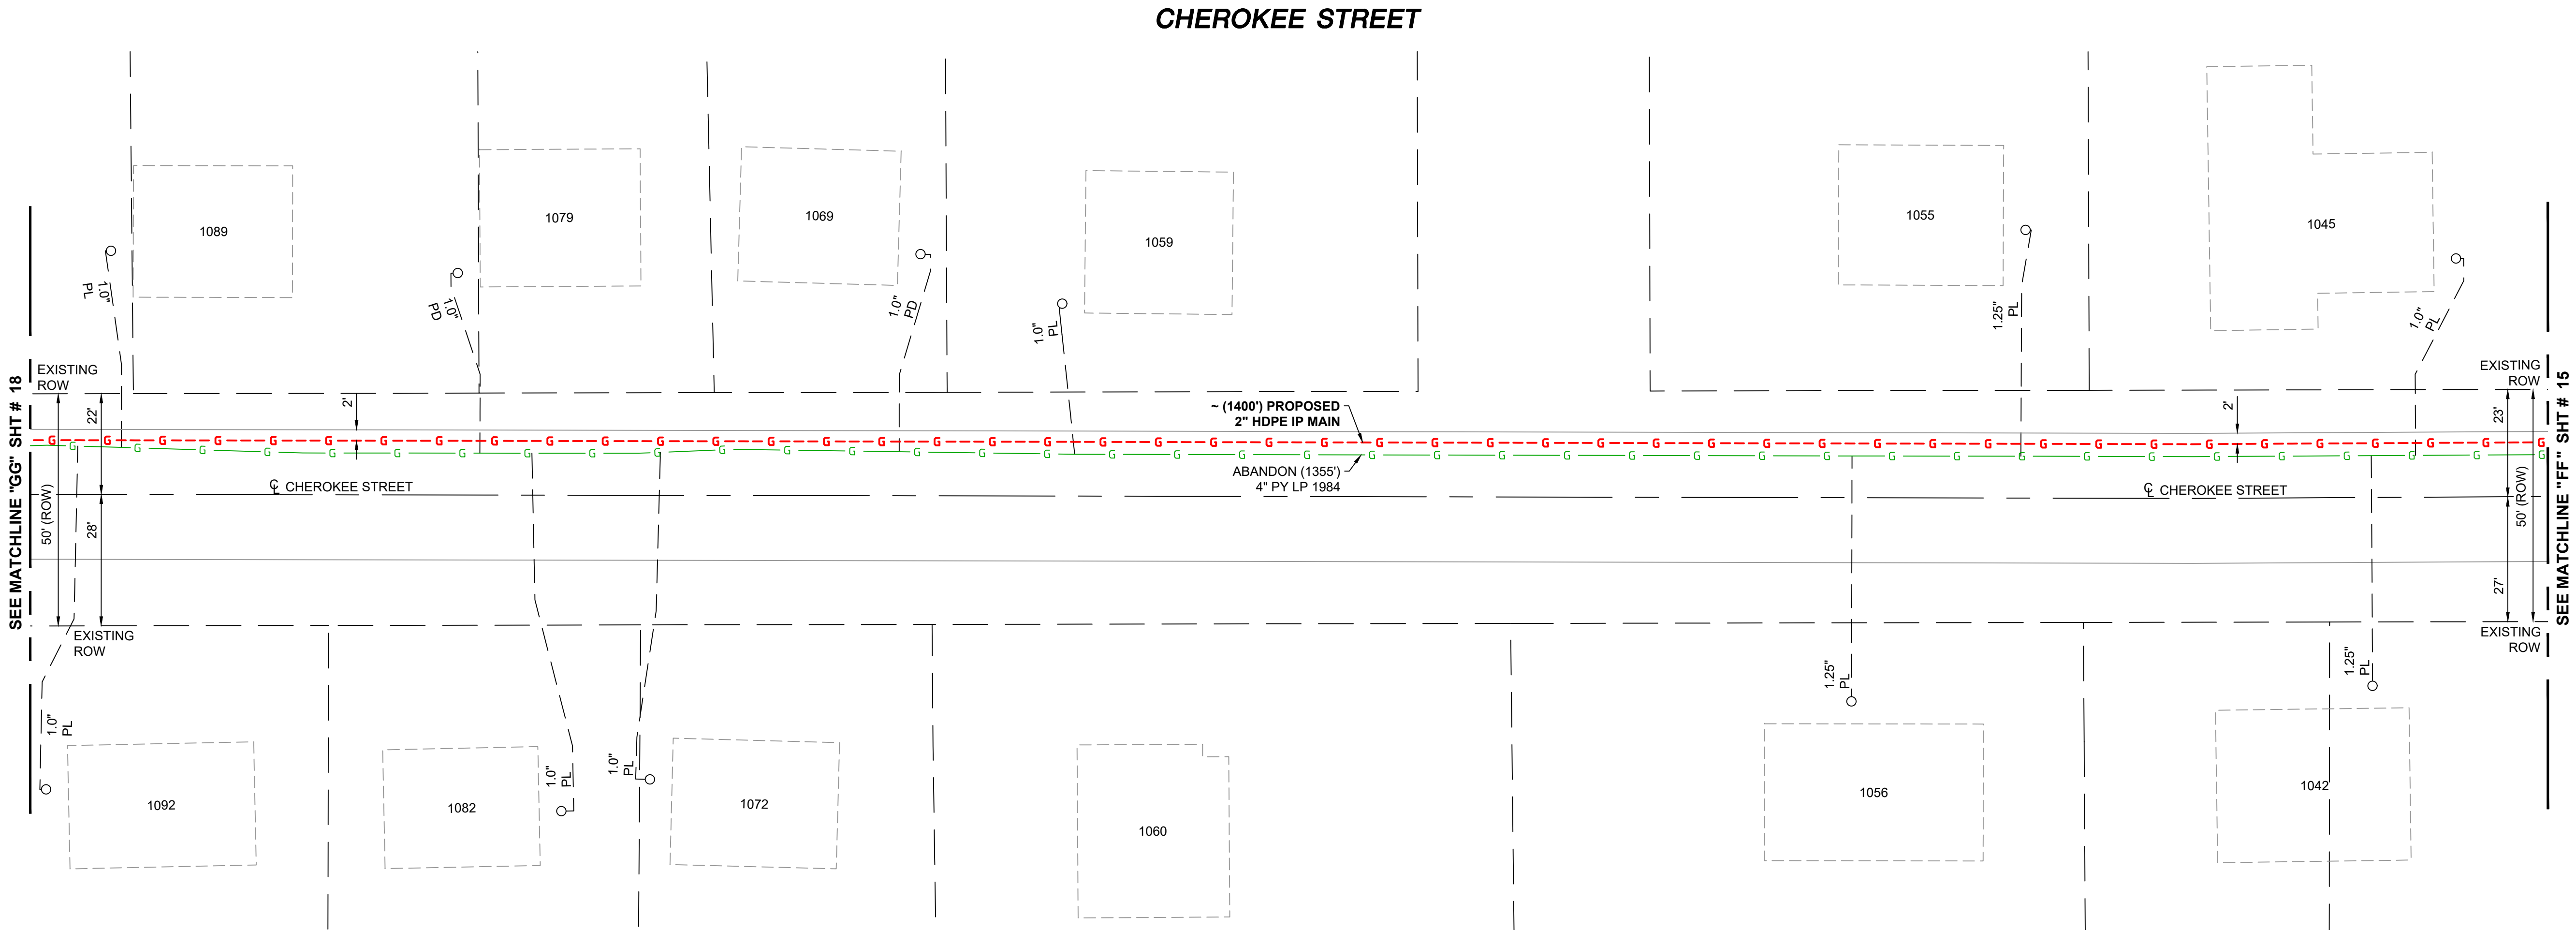 CHEROKEE STREET
1089
1079
1069
1059
1055
1045
1.0"
PL
1.0"
PD
1.0"
PD
1.0"
PL
1.25"
PL
1.0"
PL
SEE MATCHLINE "GG" SHT # 18
EXISTING
ROW
22'
2'
50' (ROW)
28'
EXISTING
ROW
~ (1400') PROPOSED
2" HDPE IP MAIN
G G G G G G G G G G G G G G G G G G G G G G G G G G G G G G G G G G G G G G G G G G G G G G
G G G G G G G G G G G G G G G G G G G G G G G G G G G G G G G G G G G G G G G
ABANDON (1355')
4" PY LP 1984
℄ CHEROKEE STREET
℄ CHEROKEE STREET
EXISTING
ROW
2'
23'
50' (ROW)
27'
EXISTING
ROW
SEE MATCHLINE "FF" SHT # 15
1.0"
PL
1.0"
PL
1.0"
PL
1.25"
PL
1.25"
PL
1092
1082
1072
1060
1056
1042